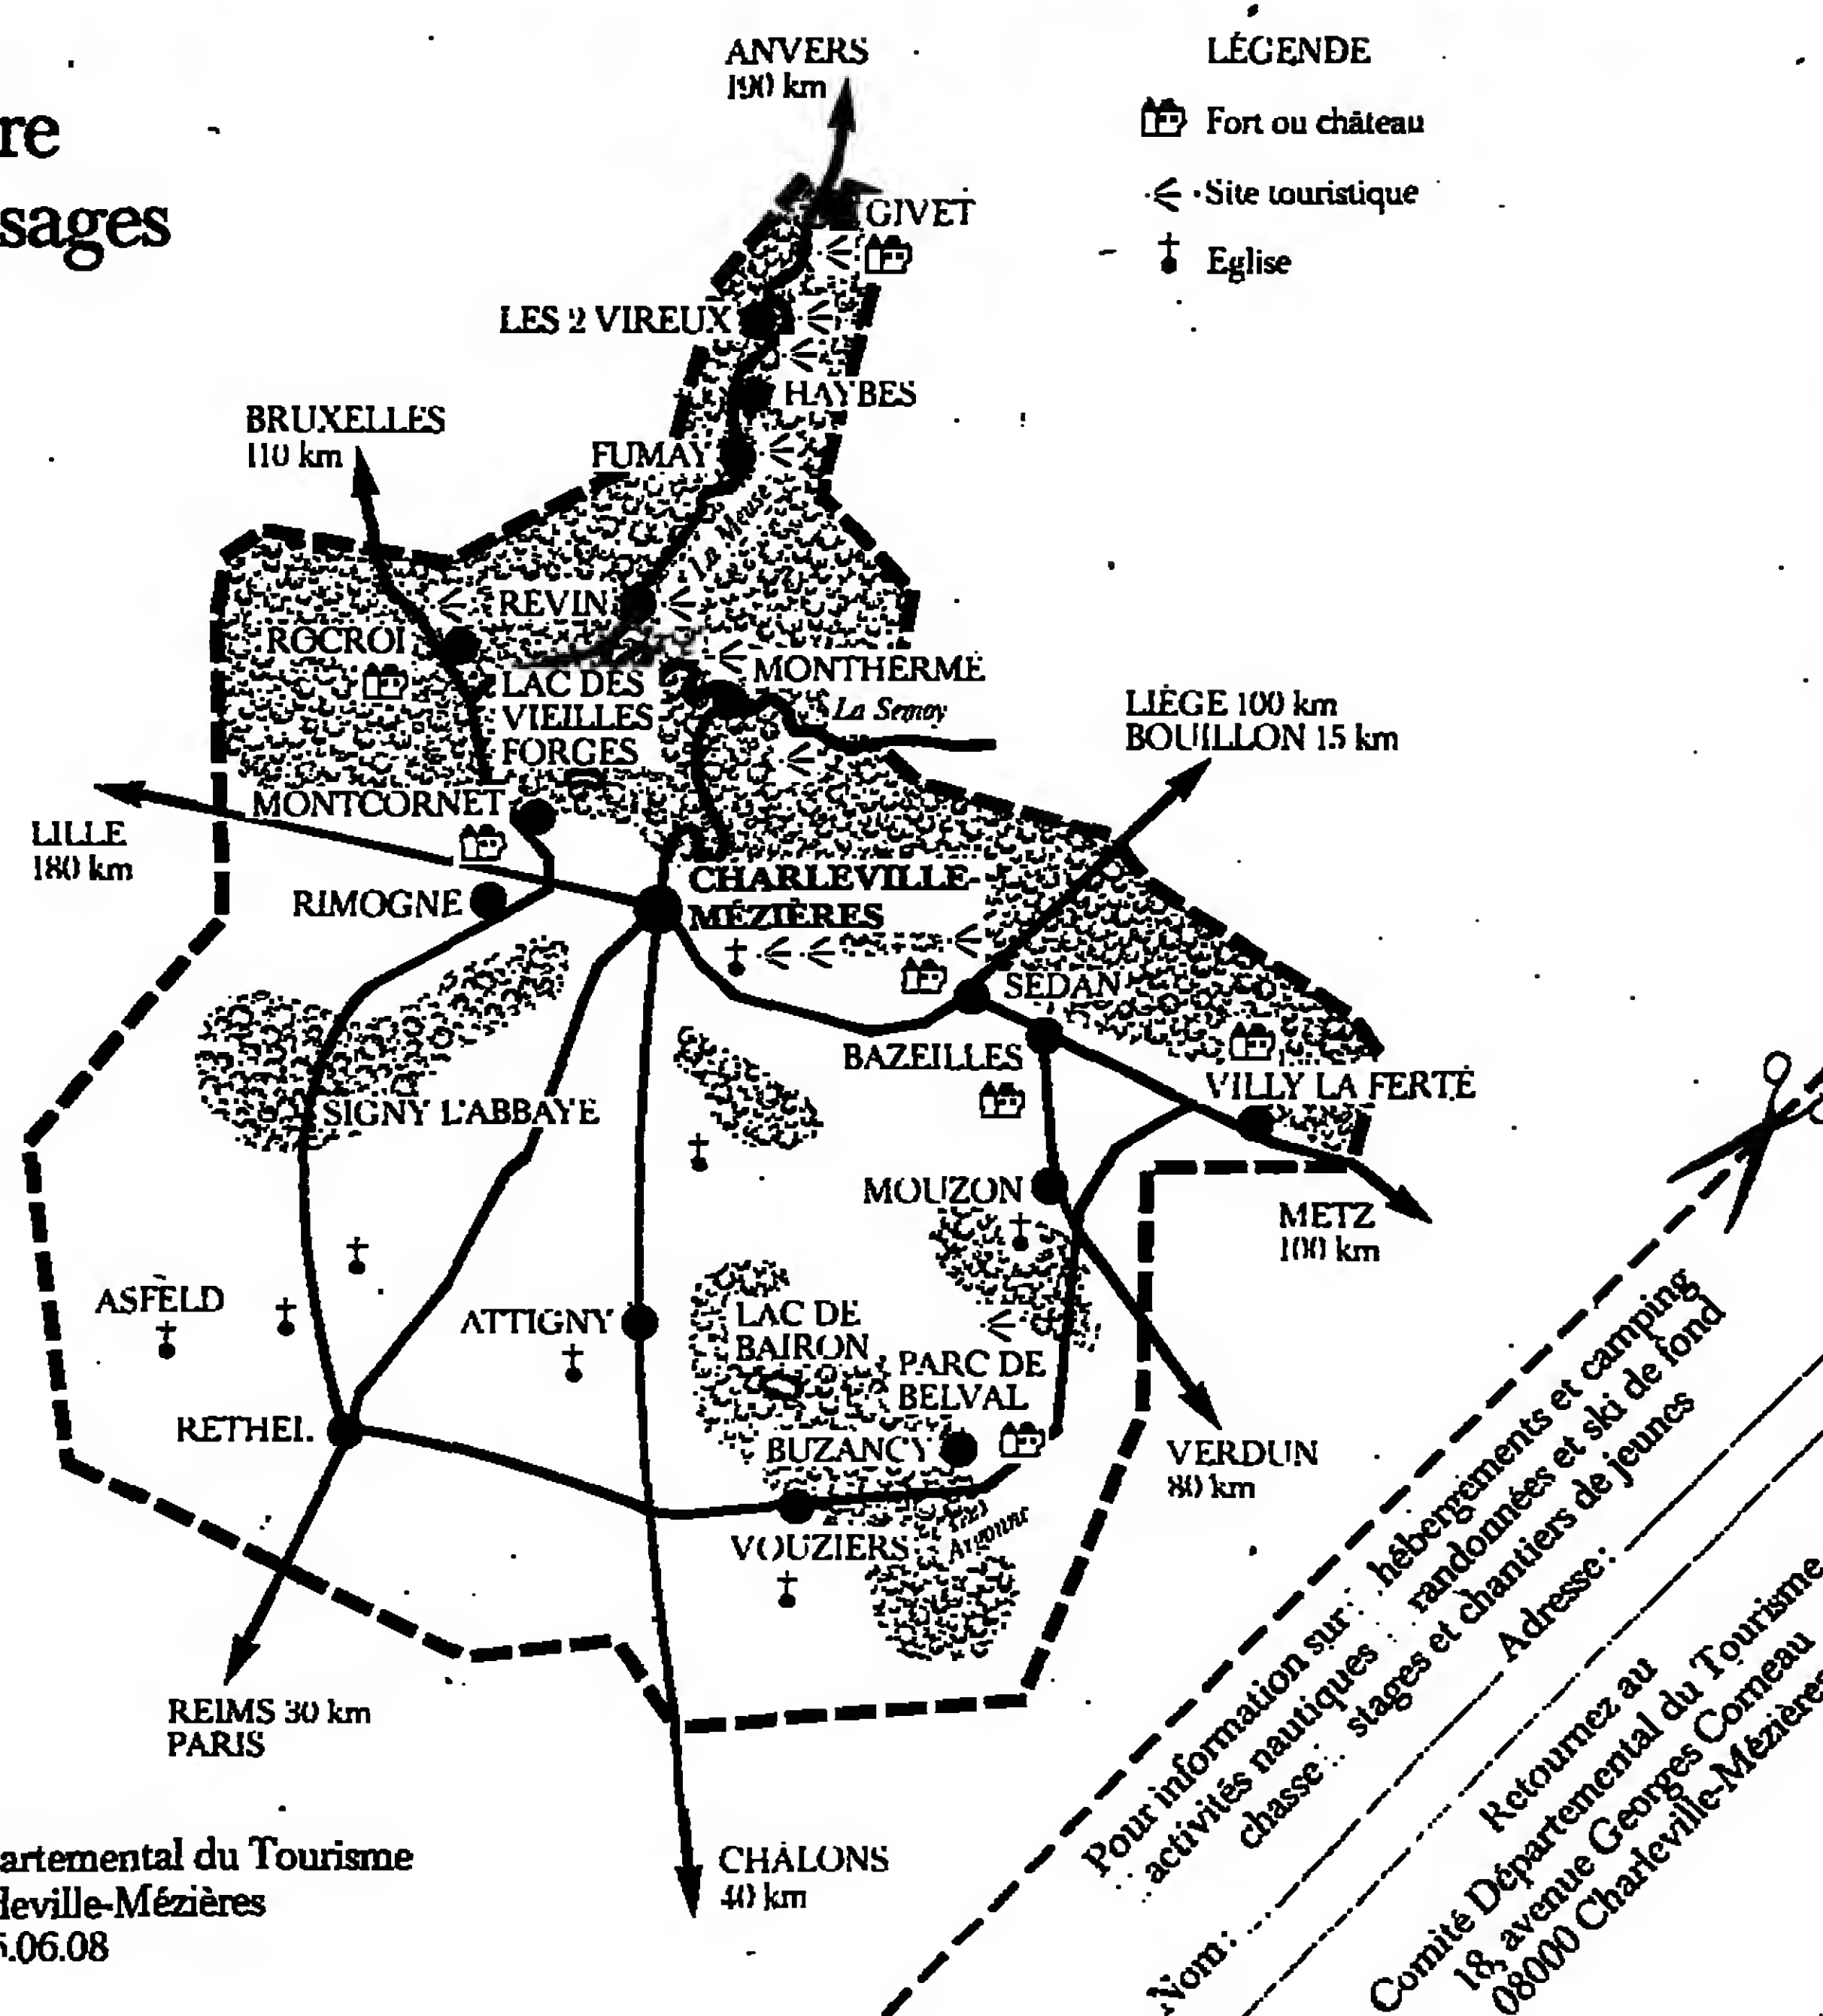 re
sages
ANVERS
190 km
LÉGENDE
Fort ou château
Site touristique
Eglise
GIVET
LES 2 VIREUX
HAYBES
BRUXELLES
110 km
FUMAY
La Meuse
REVIN
ROCROI
MONTHERMÉ
La Semoy
LAC DES
VIEILLES
FORGES
LIÈGE 100 km
BOUILLON 15 km
MONTCORNET
LILLE
180 km
RIMOGNE
CHARLEVILLE-
MÉZIÈRES
SEDAN
BAZEILLES
VILLY LA FERTÉ
SIGNY L'ABBAYE
MOUZON
METZ
100 km
ASFELD
ATTIGNY
LAC DE
BAIRON
PARC DE
BELVAL
RETHEL
BUZANCY
VERDUN
80 km
VOUZIERS
Argonne
REIMS 30 km
PARIS
CHÂLONS
40 km
artemental du Tourisme
leville-Mézières
.06.08
Pour information sur : hébergements et camping
activités nautiques randonnées et ski de fond
chasse stages et chantiers de jeunes
Nom : Adresse :
Retournez au
Comité Départemental du Tourisme
18, avenue Georges Corneau
08000 Charleville-Mézières